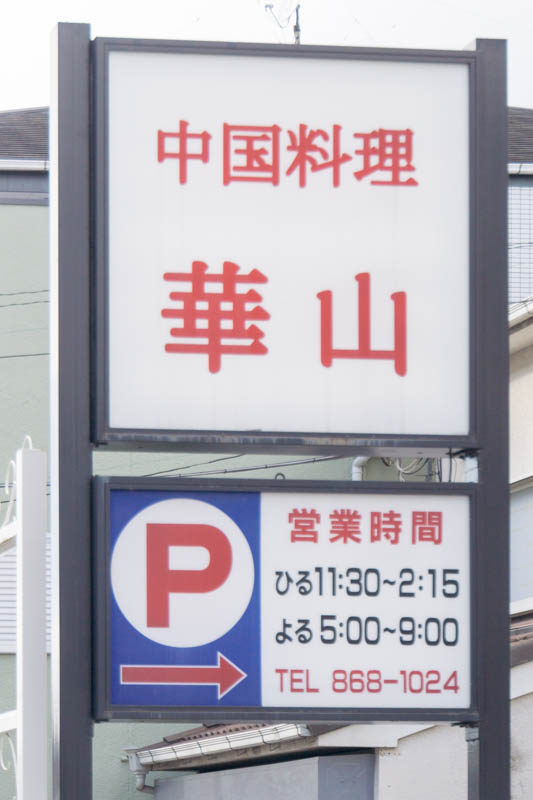 中国料理
華山
P
営業時間
ひる11:30~2:15
よる5:00~9:00
TEL 868-1024